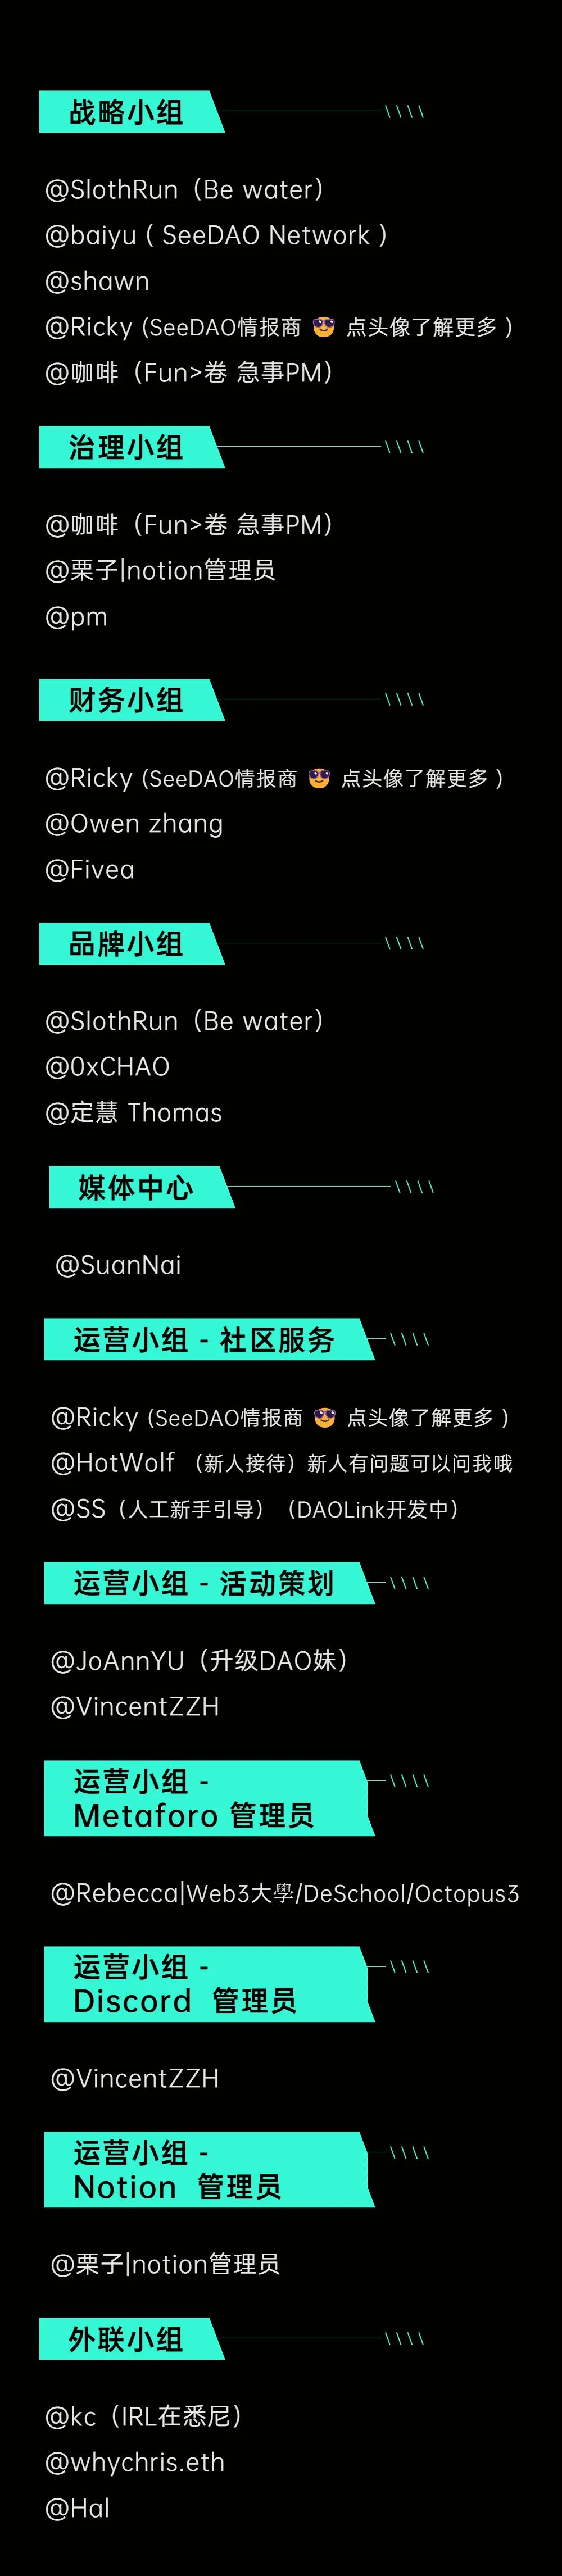 战略小组
@SlothRun（Be water）
@baiyu ( SeeDAO Network )
@shawn
@Ricky (SeeDAO情报商 😎 点头像了解更多 )
@咖啡（Fun>卷 急事PM）
治理小组
@咖啡（Fun>卷 急事PM）
@栗子|notion管理员
@pm
财务小组
@Ricky (SeeDAO情报商 😎 点头像了解更多 )
@Owen zhang
@Fivea
品牌小组
@SlothRun（Be water）
@0xCHAO
@定慧 Thomas
媒体中心
@SuanNai
运营小组 - 社区服务
@Ricky (SeeDAO情报商 😎 点头像了解更多 )
@HotWolf （新人接待）新人有问题可以问我哦
@SS（人工新手引导）（DAOLink开发中）
运营小组 - 活动策划
@JoAnnYU（升级DAO妹）
@VincentZZH
运营小组 -
Metaforo 管理员
@Rebecca|Web3大學/DeSchool/Octopus3
运营小组 -
Discord 管理员
@VincentZZH
运营小组 -
Notion 管理员
@栗子|notion管理员
外联小组
@kc（IRL在悉尼）
@whychris.eth
@Hal